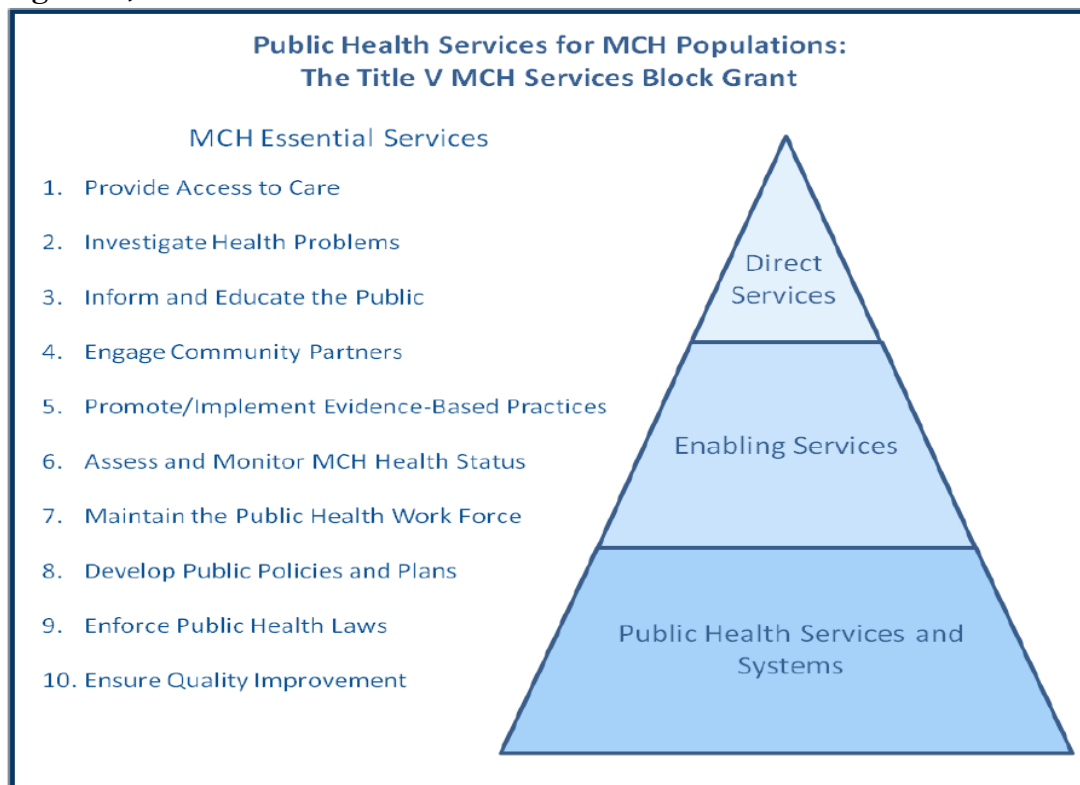 Public Health Services for MCH Populations:
The Title V MCH Services Block Grant
MCH Essential Services
1. Provide Access to Care
2. Investigate Health Problems
3. Inform and Educate the Public
4. Engage Community Partners
5. Promote/Implement Evidence-Based Practices
6. Assess and Monitor MCH Health Status
7. Maintain the Public Health Work Force
8. Develop Public Policies and Plans
9. Enforce Public Health Laws
10. Ensure Quality Improvement
Direct
Services
Enabling Services
Public Health Services and
Systems